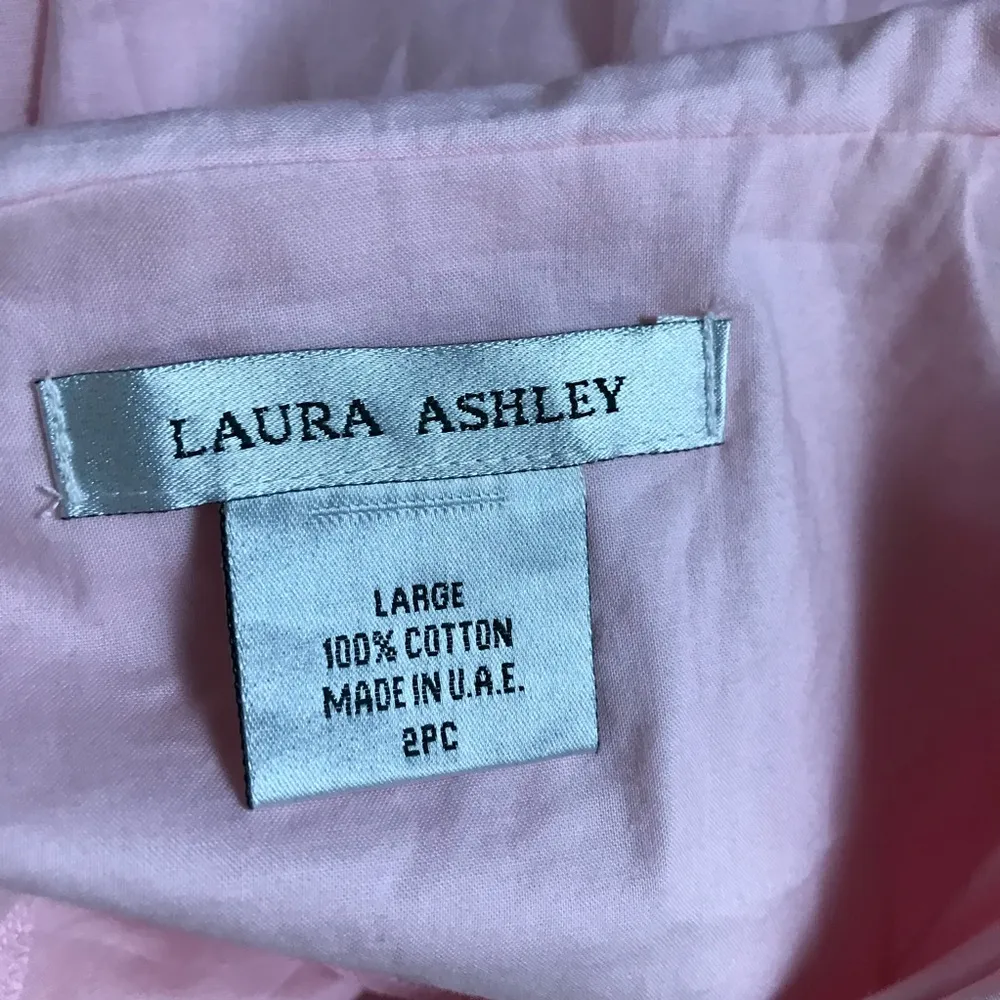 LAURA ASHLEY
LARGE
100% COTTON
MADE IN U.A.E.
2PC